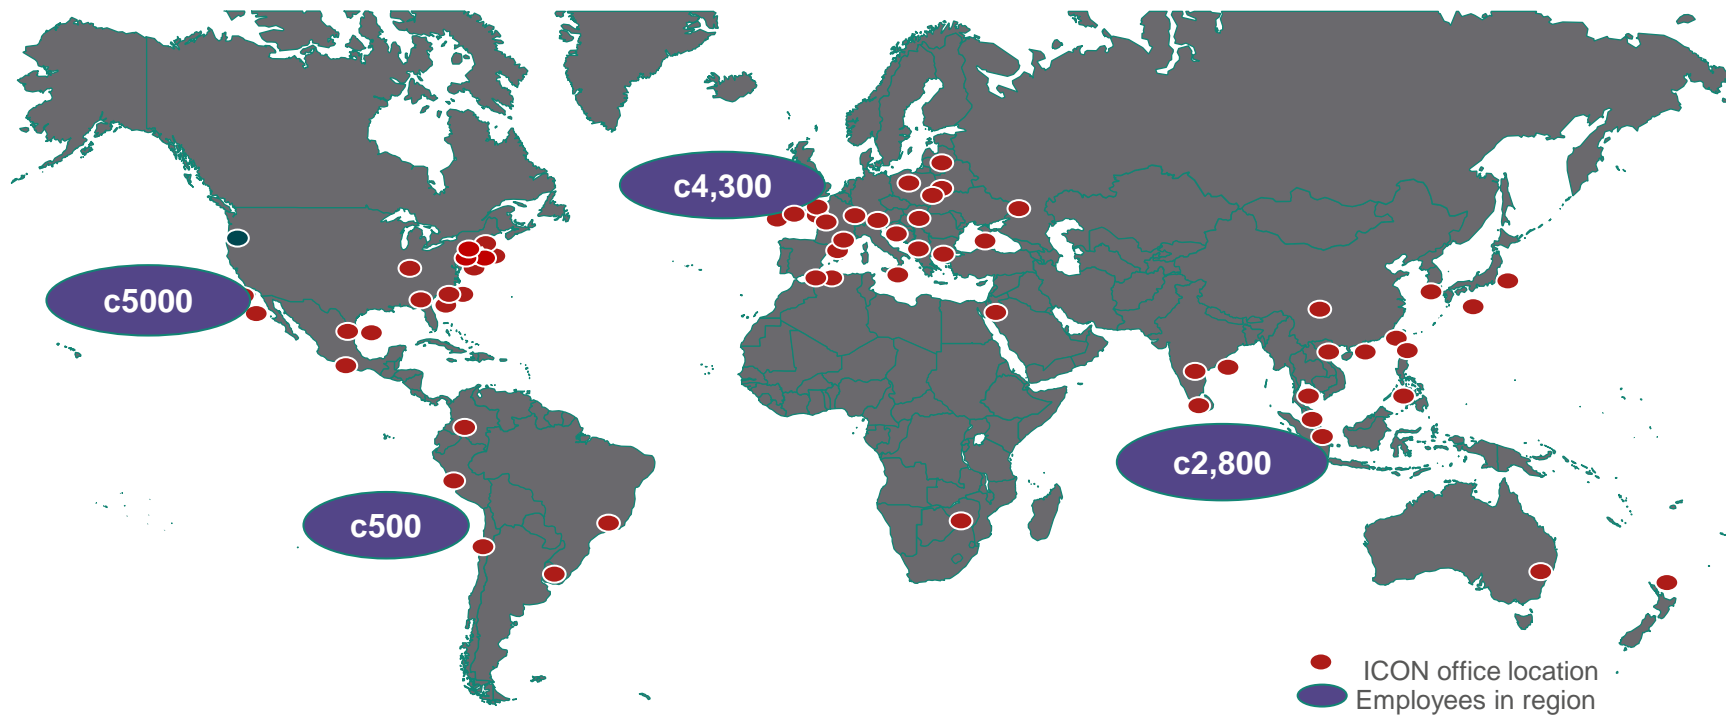 c4,300
c5000
c2,800
c500
ICON office location
Employees in region